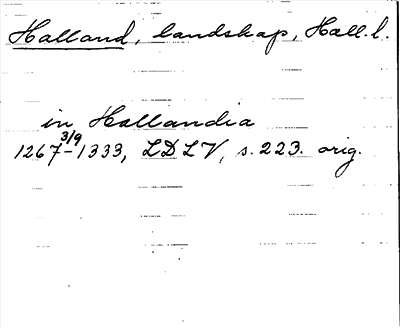 Halland, landskap, Hall. l.
in Hallandia
1267 3/9 - 1333, LDLV, s. 223. orig.